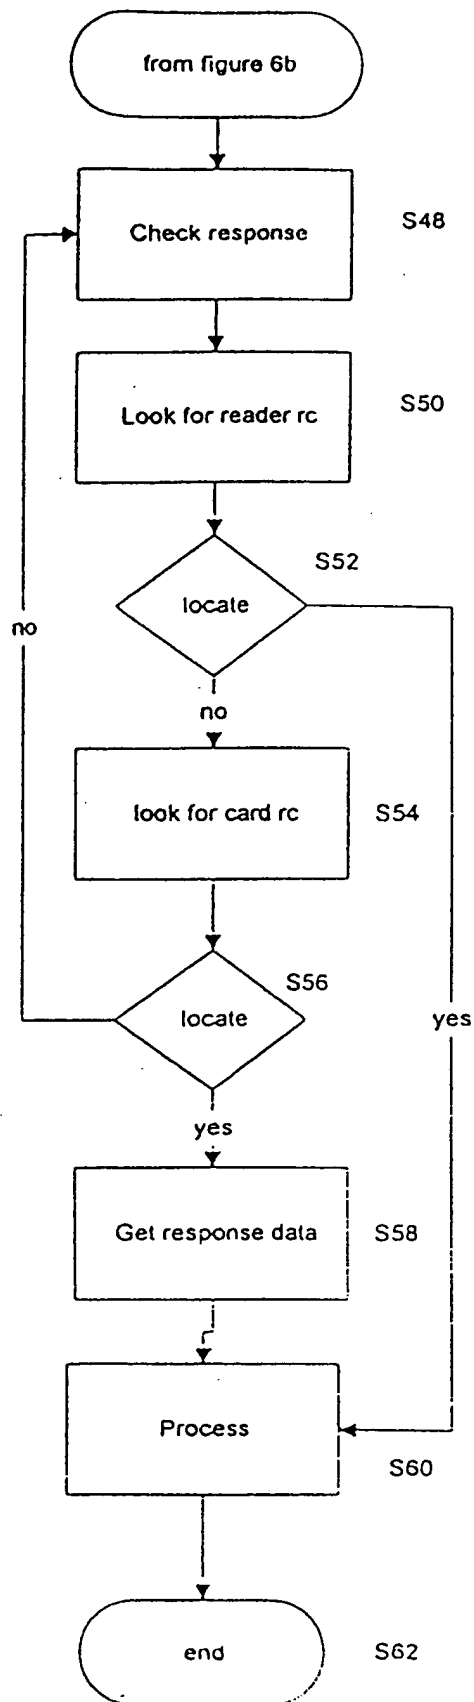 from figure 6b
Check response
S48
Look for reader rc
S50
S52
locate
no
no
look for card rc
S54
S56
locate
yes
yes
Get response data
S58
Process
S60
end
S62